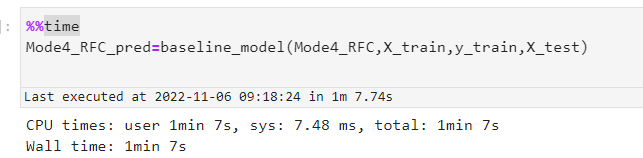 ]:
%%time
Mode4_RFC_pred=baseline_model(Mode4_RFC,X_train,y_train,X_test)
Last executed at 2022-11-06 09:18:24 in 1m 7.74s
CPU times: user 1min 7s, sys: 7.48 ms, total: 1min 7s
Wall time: 1min 7s